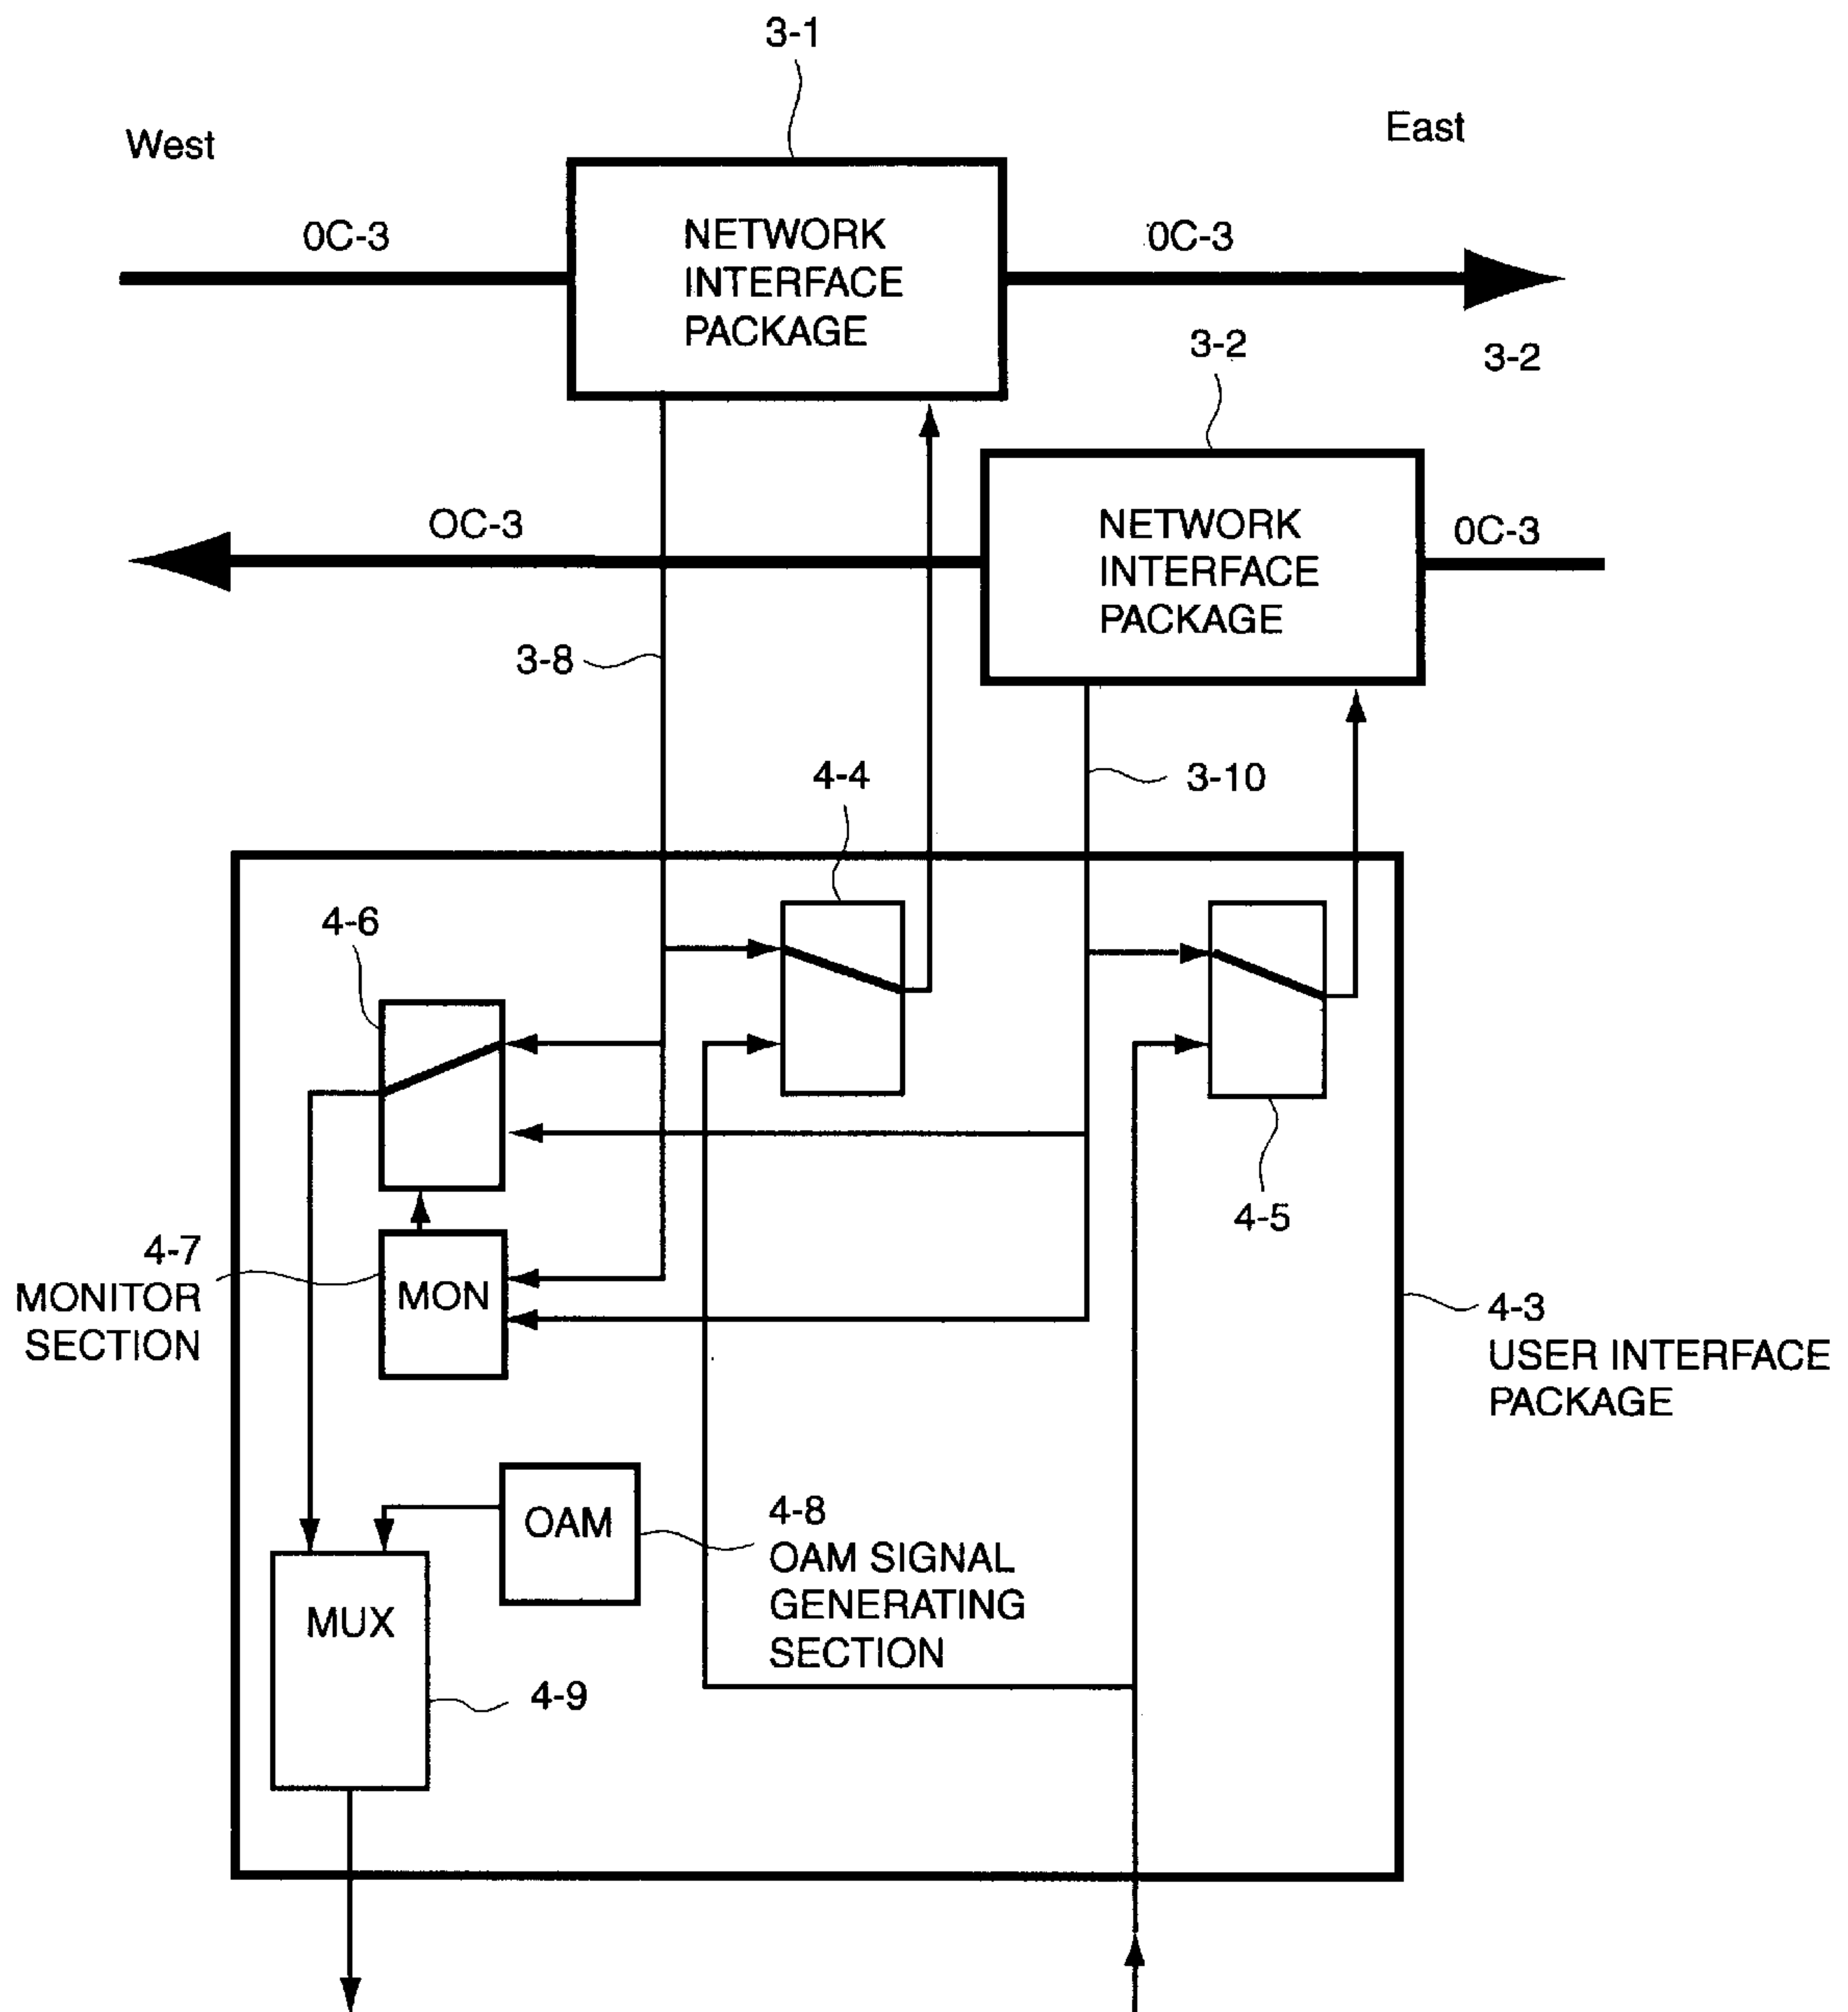 3-1
West
East
0C-3
NETWORK
INTERFACE
PACKAGE
0C-3
3-2
3-2
OC-3
NETWORK
INTERFACE
PACKAGE
0C-3
3-8
3-10
4-4
4-6
4-5
4-7
MONITOR
SECTION
MON
4-3
USER INTERFACE
PACKAGE
OAM
4-8
OAM SIGNAL
GENERATING
SECTION
MUX
4-9